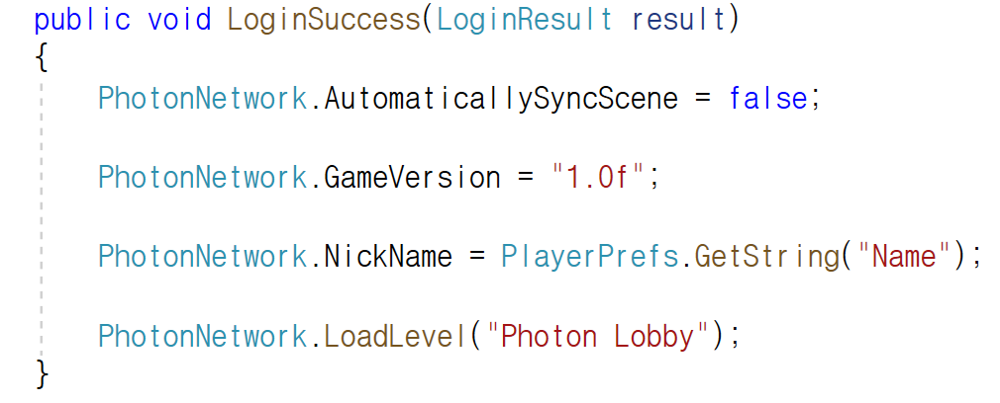 public void LoginSuccess(LoginResult result)
{
PhotonNetwork.AutomaticallySyncScene = false;
PhotonNetwork.GameVersion = "1.0f";
PhotonNetwork.NickName = PlayerPrefs.GetString("Name");
PhotonNetwork.LoadLevel("Photon Lobby");
}